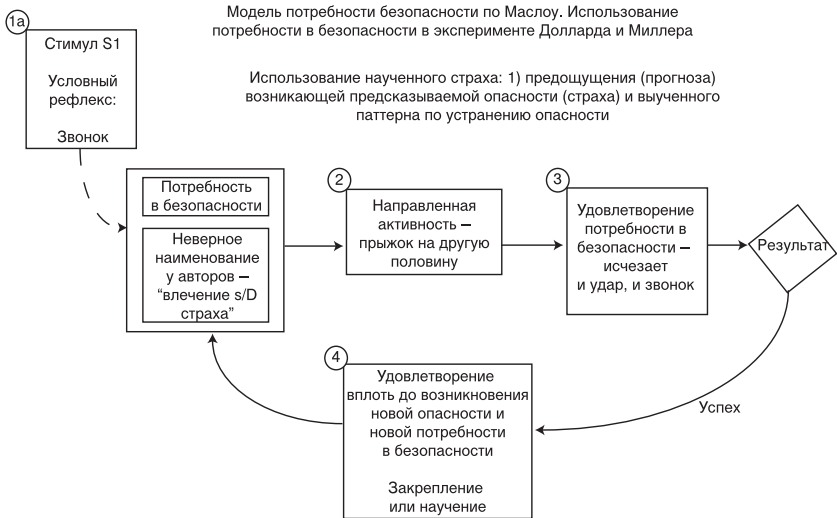 Модель потребности безопасности по Маслоу. Использование
потребности в безопасности в эксперименте Долларда и Миллера
Использование наученного страха: 1) предощущения (прогноза)
возникающей предсказываемой опасности (страха) и выученного
паттерна по устранению опасности
1а
Стимул S1
Условный
рефлекс:
Звонок
Потребность
в безопасности
Неверное
наименование
у авторов –
“влечение s/D
страха”
2
Направленная
активность –
прыжок на другую
половину
3
Удовлетворение
потребности в
безопасности –
исчезает
и удар, и звонок
Результат
Успех
4
Удовлетворение
вплоть до возникновения
новой опасности и
новой потребности
в безопасности
Закрепление
или научение